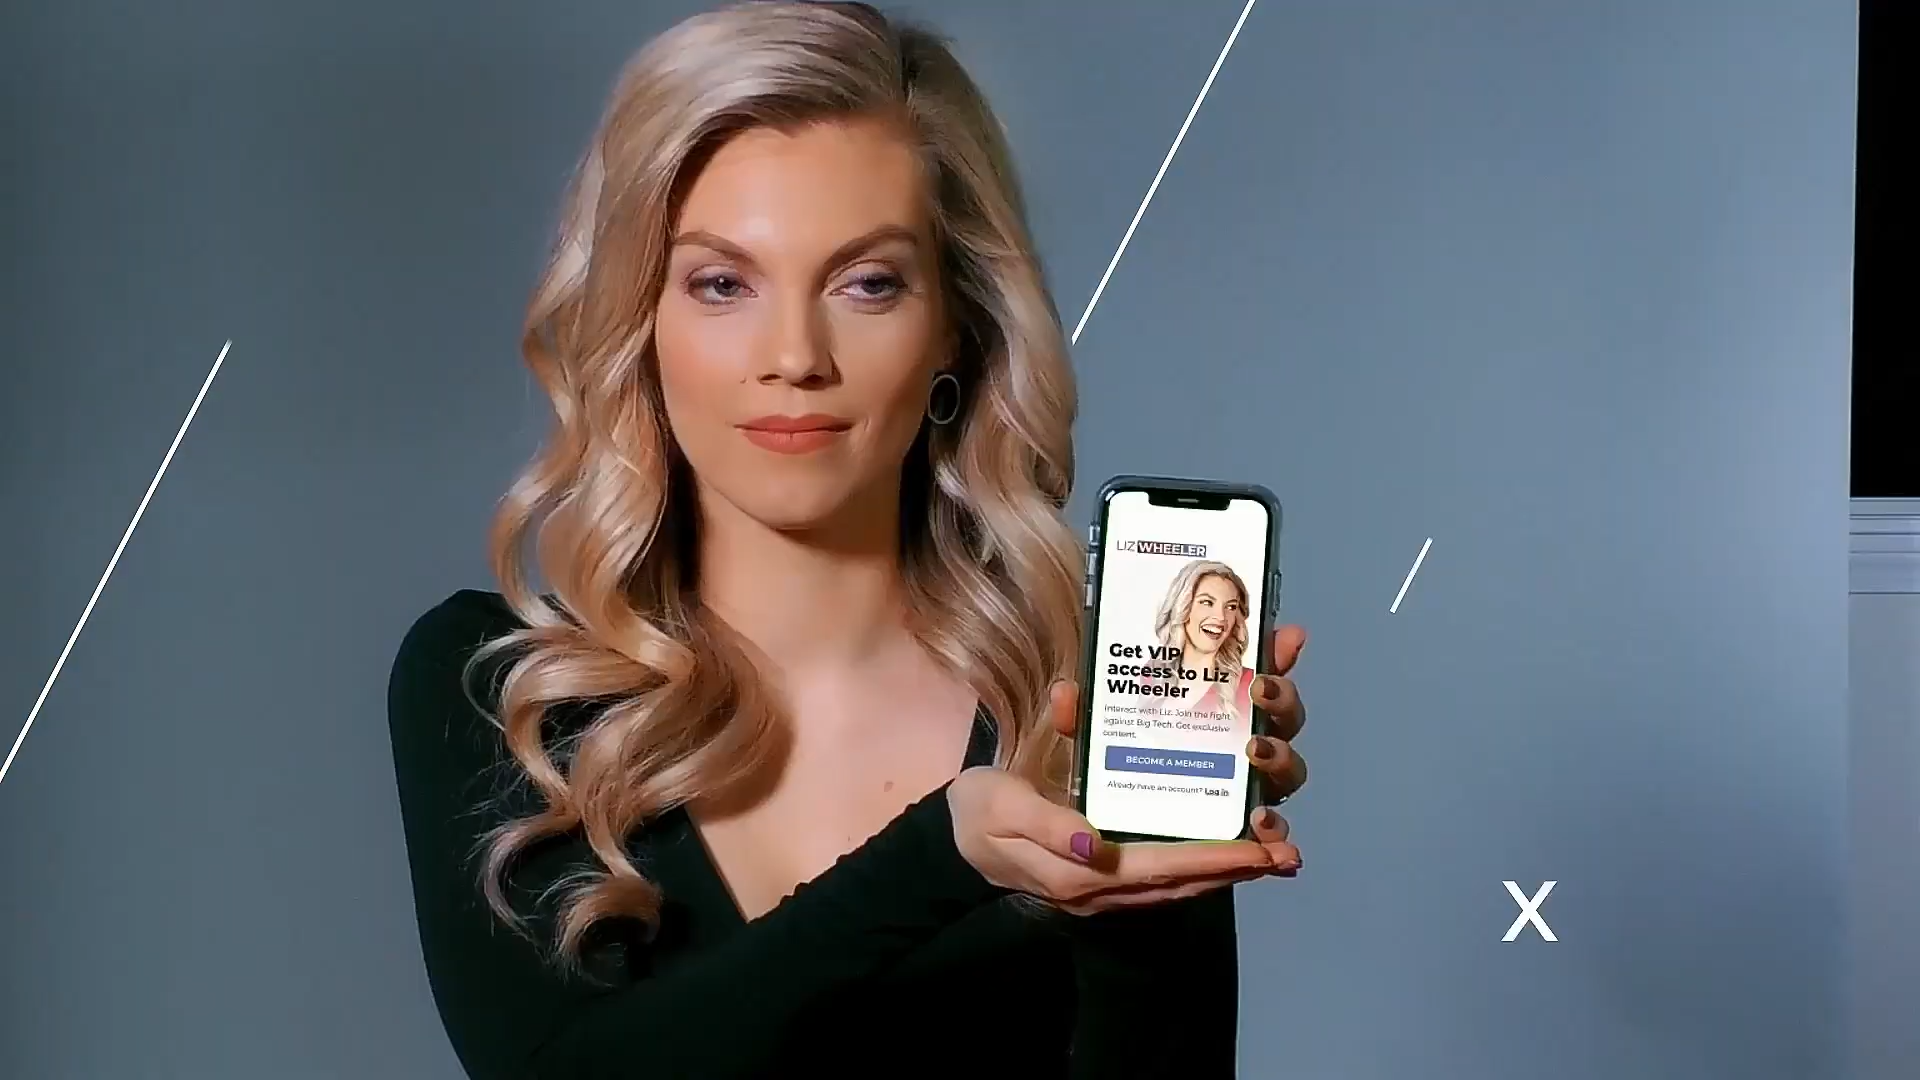 LIZ WHEELER
Get VIP
access to Liz
Wheeler
Interact with Liz. Join the fight
against Big Tech. Get exclusive
content.
BECOME A MEMBER
Already have an account? Log in
X